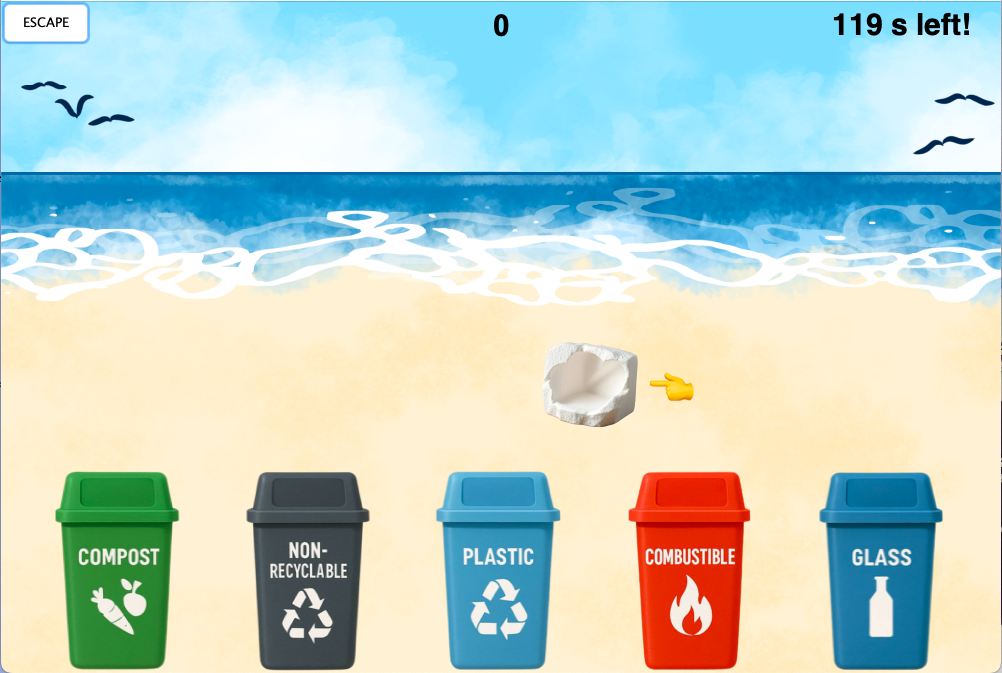 ESCAPE
0
119 s left!
COMPOST
NON-
RECYCLABLE
PLASTIC
COMBUSTIBLE
GLASS